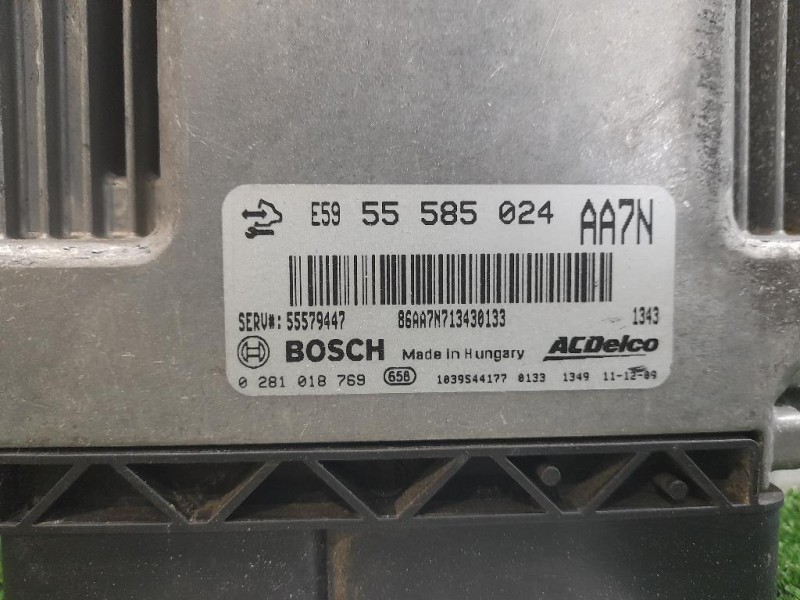 E59 55 585 024 AA7N
SERV#: 55579447 86AA7N713430133 1343
BOSCH Made in Hungary ACDelco
0 281 018 769 658 1039S44177 0133 1349 11-12-09